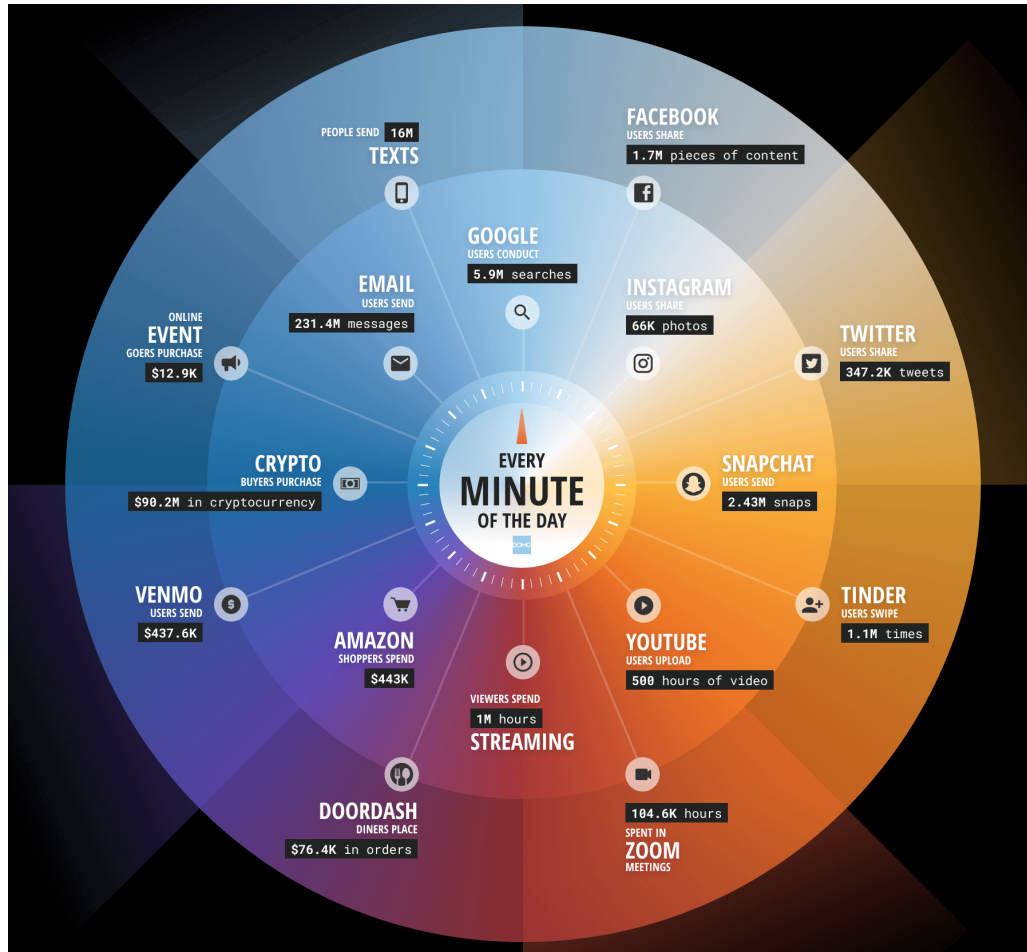 PEOPLE SEND 16M
TEXTS
FACEBOOK
USERS SHARE
1.7M pieces of content
GOOGLE
USERS CONDUCT
5.9M searches
EMAIL
USERS SEND
231.4M messages
INSTAGRAM
USERS SHARE
66K photos
ONLINE
EVENT
GOERS PURCHASE
$12.9K
TWITTER
USERS SHARE
347.2K tweets
CRYPTO
BUYERS PURCHASE
$90.2M in cryptocurrency
EVERY
MINUTE
OF THE DAY
DOMO
SNAPCHAT
USERS SEND
2.43M snaps
VENMO
USERS SEND
$437.6K
AMAZON
SHOPPERS SPEND
$443K
VIEWERS SPEND
1M hours
STREAMING
YOUTUBE
USERS UPLOAD
500 hours of video
TINDER
USERS SWIPE
1.1M times
DOORDASH
DINERS PLACE
$76.4K in orders
104.6K hours
SPENT IN
ZOOM
MEETINGS